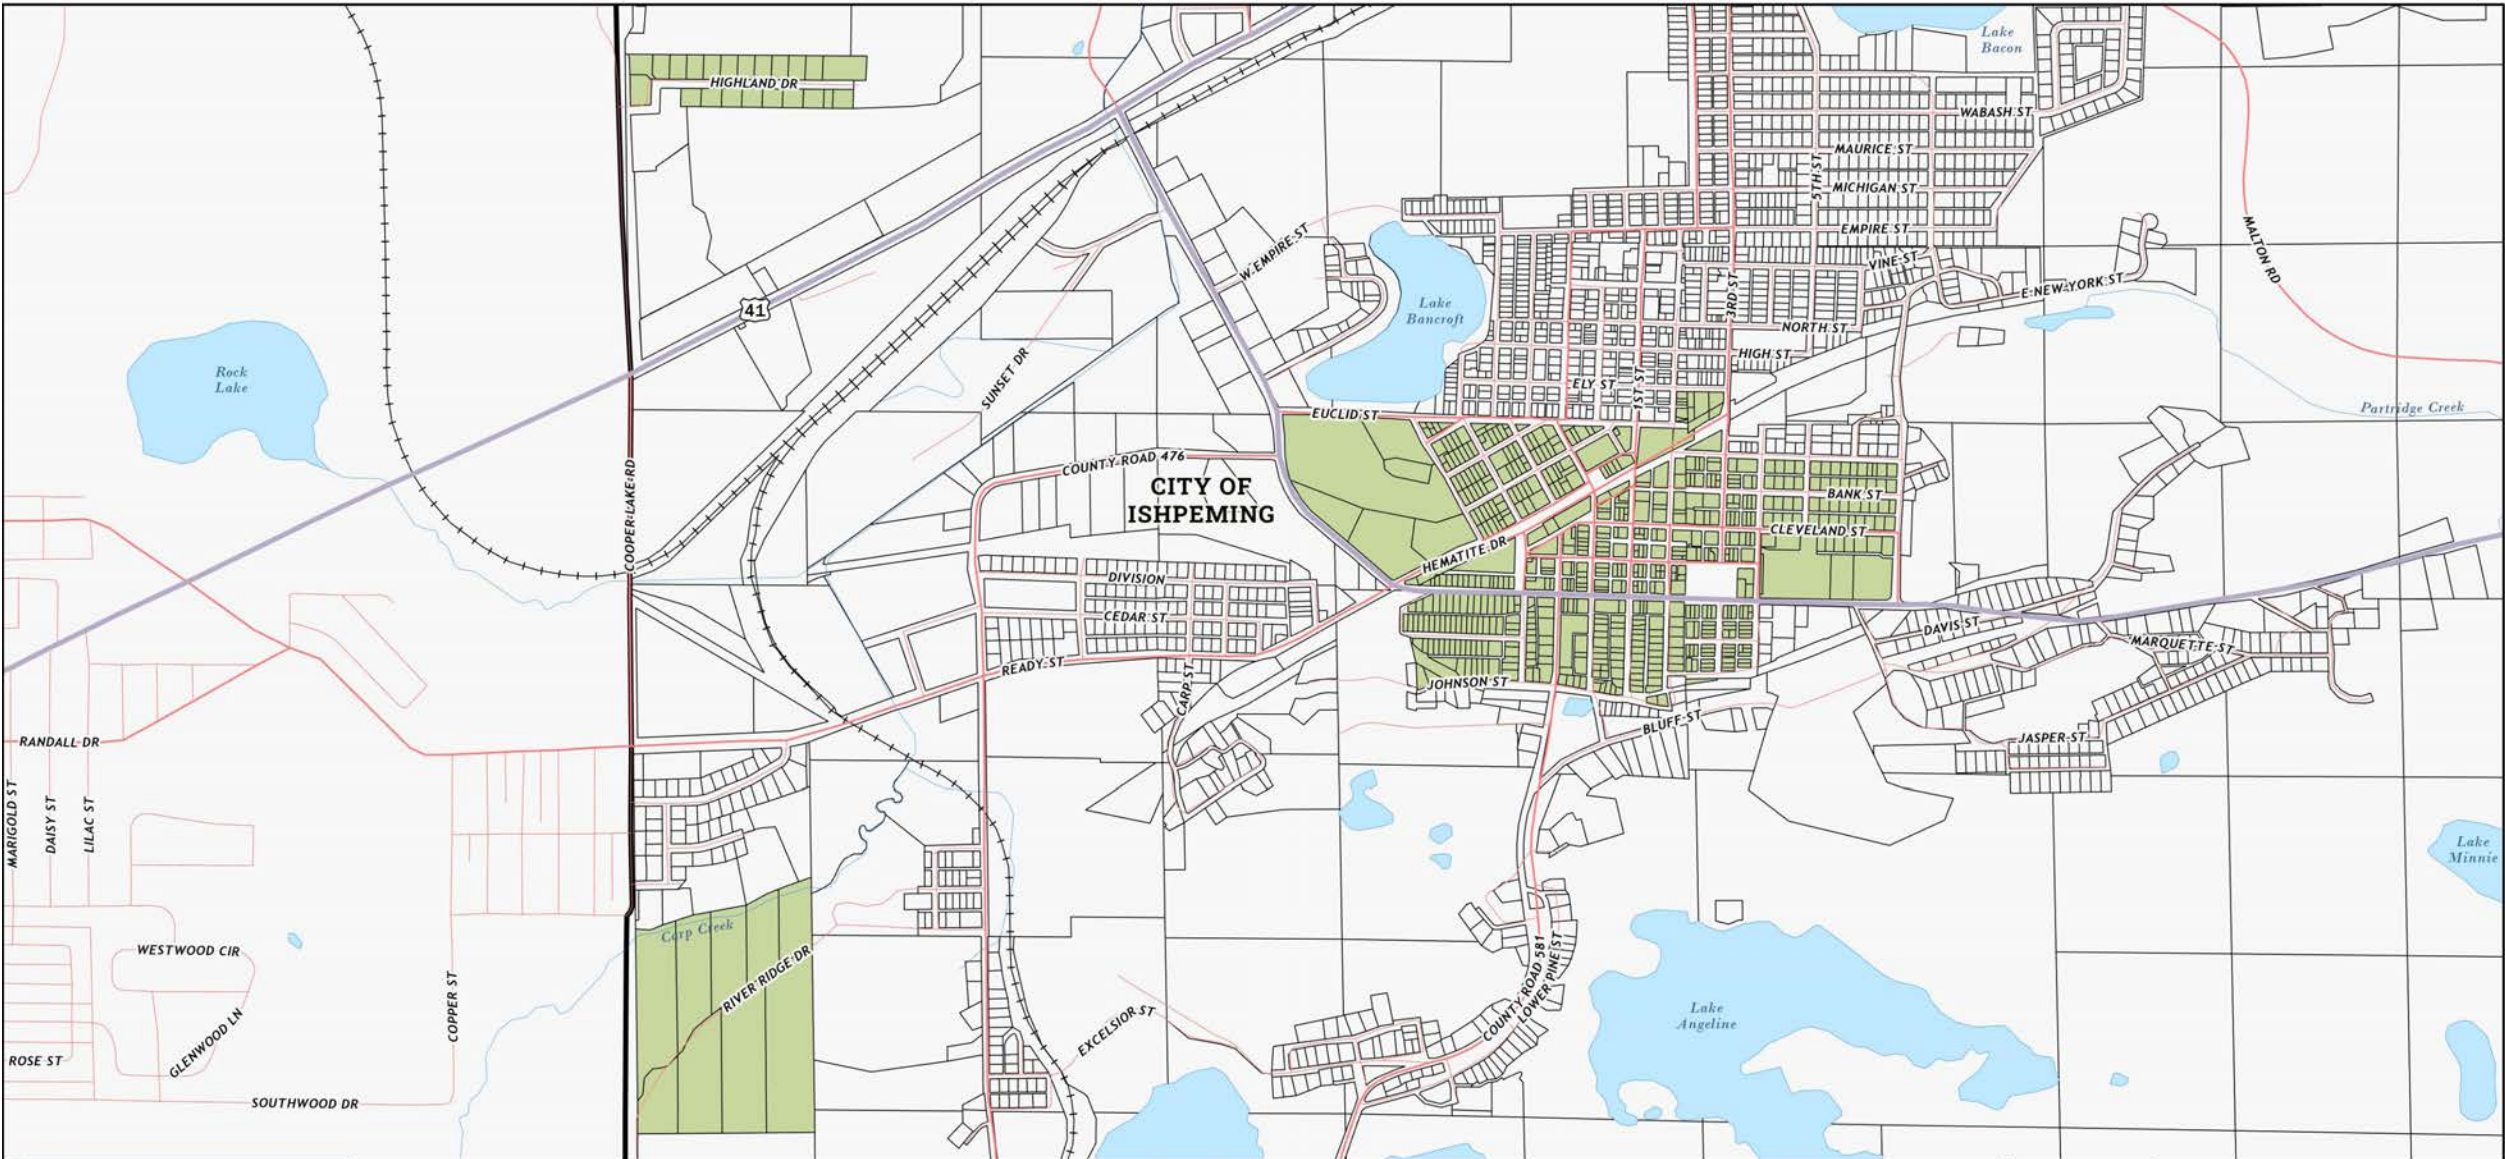 Lake
Bacon
HIGHLAND DR
WABASH ST
MAURICE ST
5TH ST
MICHIGAN ST
EMPIRE ST
W EMPIRE ST
MALTON RD
VINE ST
E NEW YORK ST
3RD ST
41
Lake
Bancroft
NORTH ST
HIGH ST
Rock
Lake
SUNSET DR
ELY ST
1ST ST
EUCLID ST
Partridge Creek
COUNTY ROAD 476
CITY OF
ISHPEMING
COOPER LAKE RD
BANK ST
CLEVELAND ST
HEMATITE DR
DIVISION
CEDAR ST
DAVIS ST
MARQUETTE ST
READY ST
CARP ST
JOHNSON ST
BLUFF ST
RANDALL DR
JASPER ST
MARIGOLD ST
DAISY ST
LILAC ST
Lake
Minnie
Carp Creek
WESTWOOD CIR
RIVER RIDGE DR
COPPER ST
COUNTY ROAD 581
LOWER PINE ST
Lake
Angeline
EXCELSIOR ST
GLENWOOD LN
ROSE ST
SOUTHWOOD DR